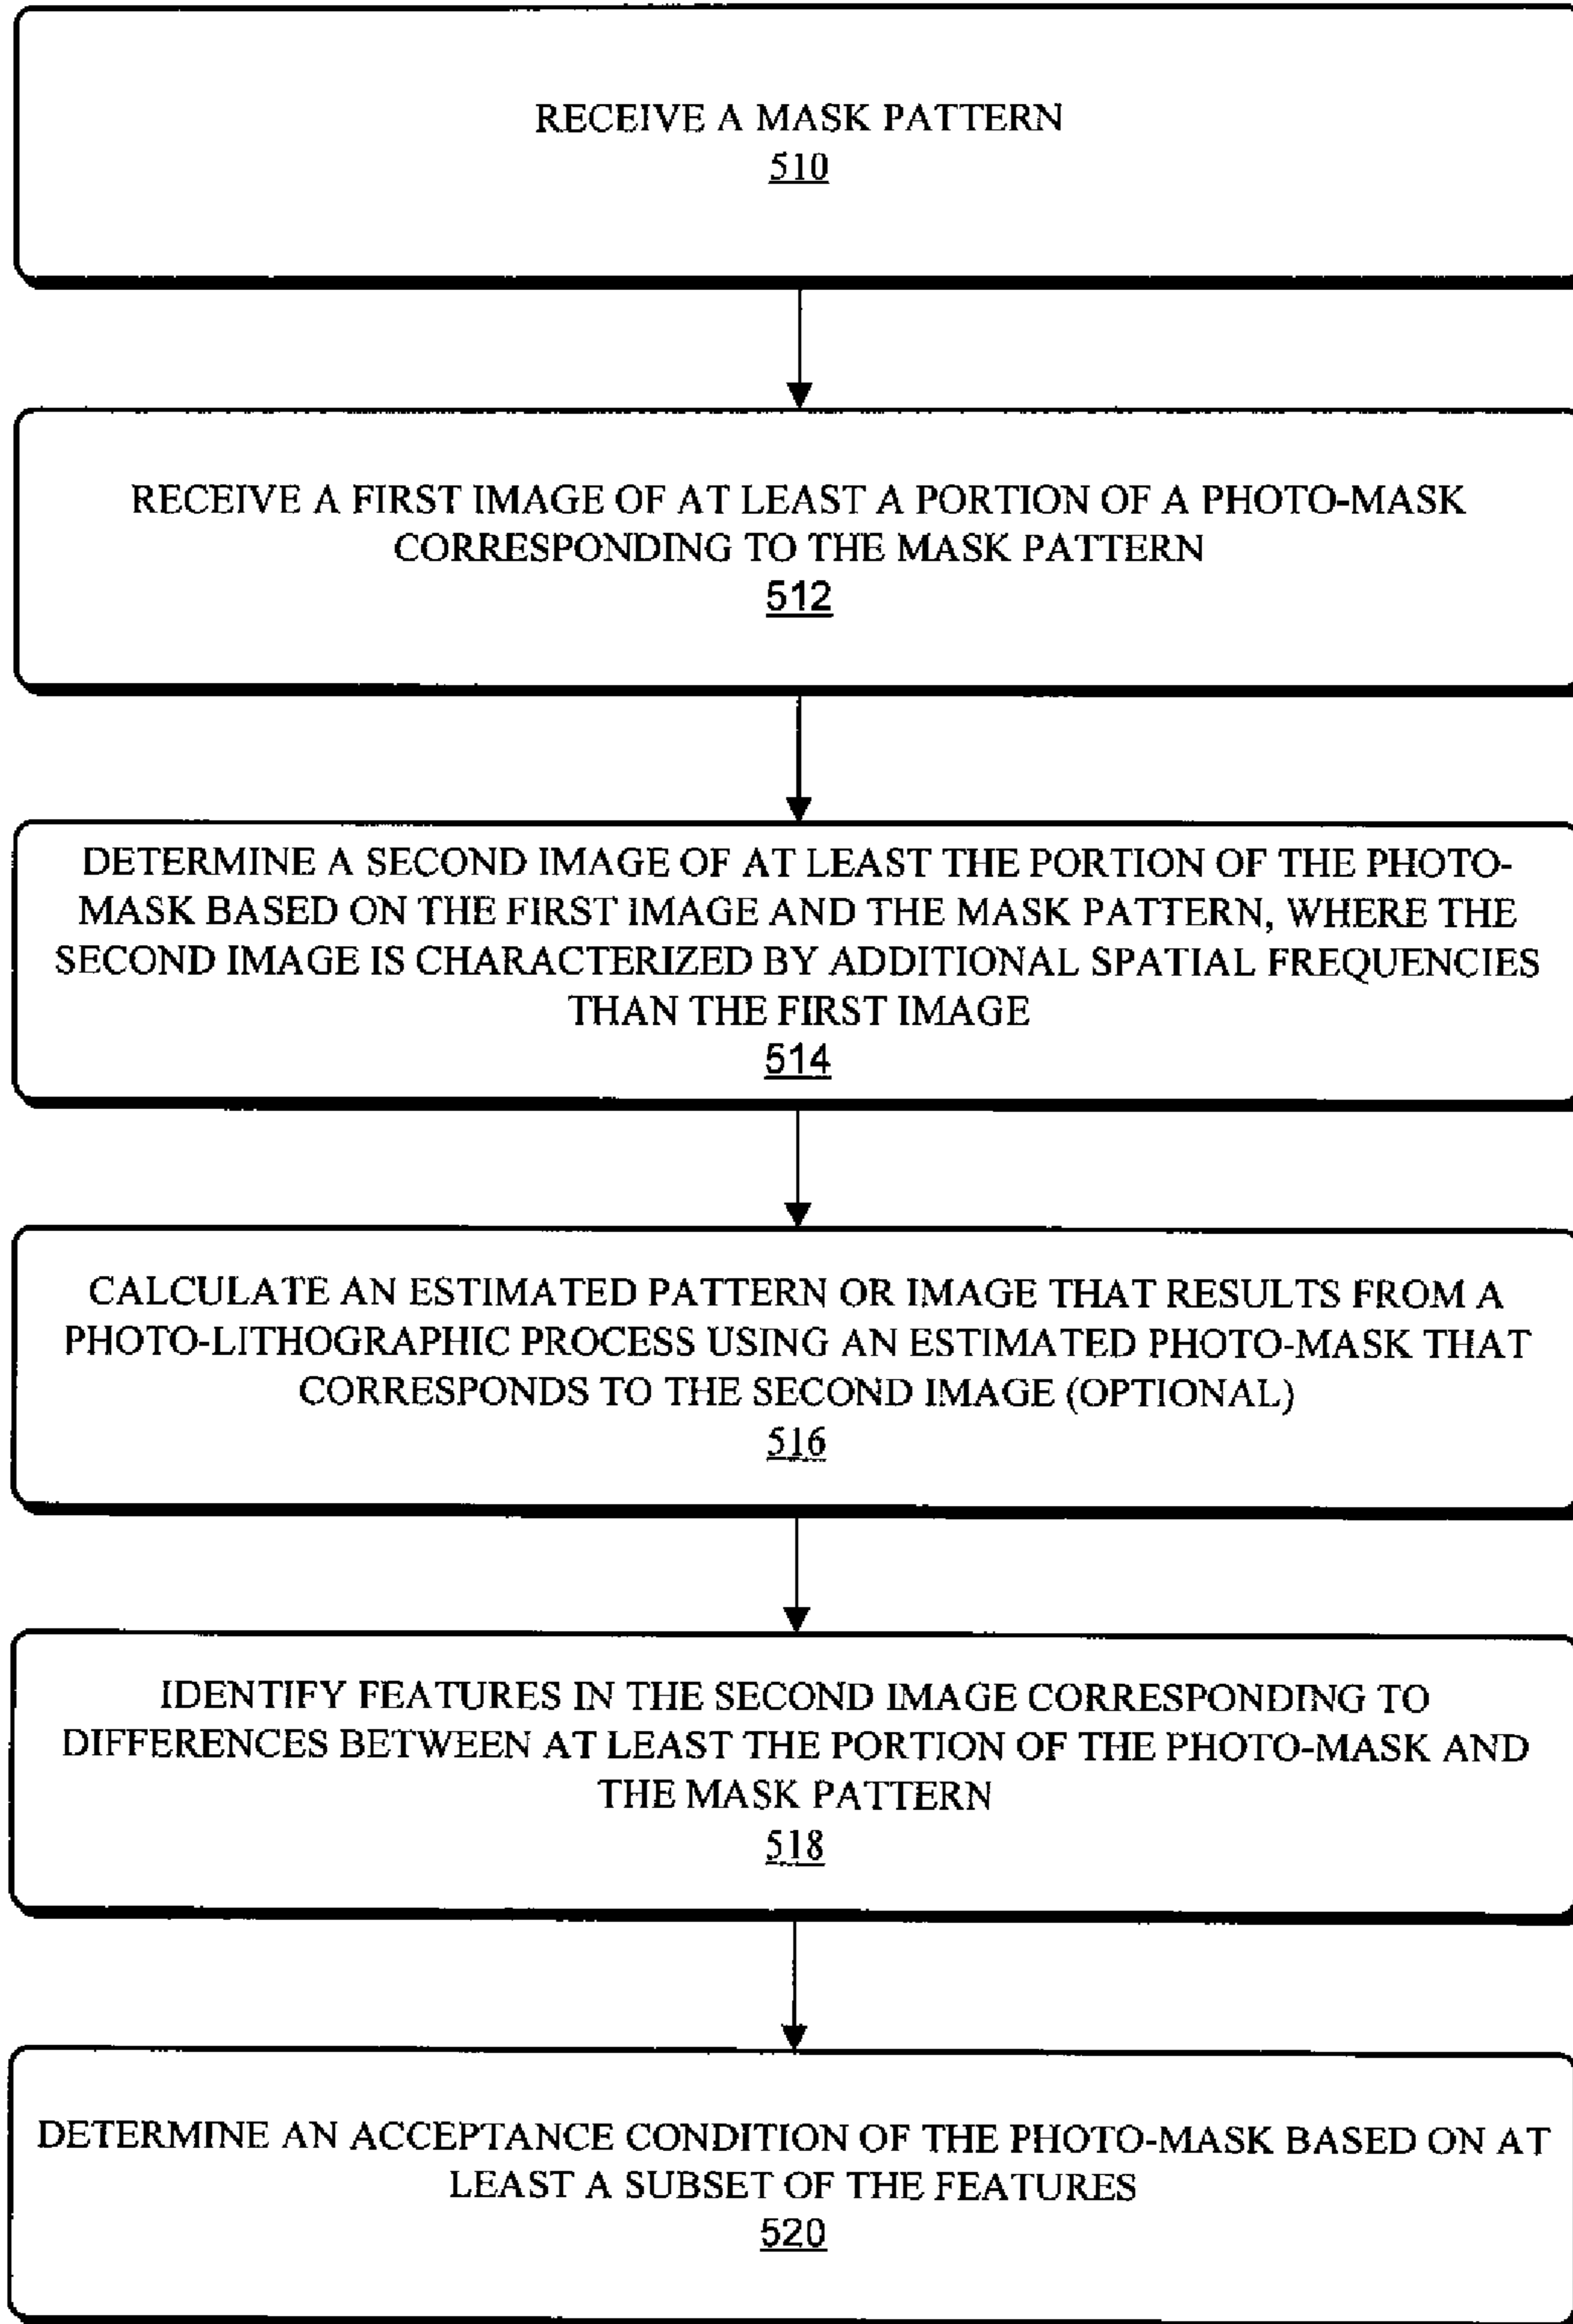 RECEIVE A MASK PATTERN
510
RECEIVE A FIRST IMAGE OF AT LEAST A PORTION OF A PHOTO-MASK
CORRESPONDING TO THE MASK PATTERN
512
DETERMINE A SECOND IMAGE OF AT LEAST THE PORTION OF THE PHOTO-
MASK BASED ON THE FIRST IMAGE AND THE MASK PATTERN, WHERE THE
SECOND IMAGE IS CHARACTERIZED BY ADDITIONAL SPATIAL FREQUENCIES
THAN THE FIRST IMAGE
514
CALCULATE AN ESTIMATED PATTERN OR IMAGE THAT RESULTS FROM A
PHOTO-LITHOGRAPHIC PROCESS USING AN ESTIMATED PHOTO-MASK THAT
CORRESPONDS TO THE SECOND IMAGE (OPTIONAL)
516
IDENTIFY FEATURES IN THE SECOND IMAGE CORRESPONDING TO
DIFFERENCES BETWEEN AT LEAST THE PORTION OF THE PHOTO-MASK AND
THE MASK PATTERN
518
DETERMINE AN ACCEPTANCE CONDITION OF THE PHOTO-MASK BASED ON AT
LEAST A SUBSET OF THE FEATURES
520